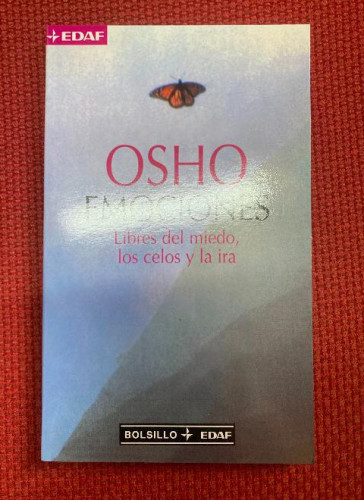 EDAF
OSHO
EMOCIONES
Libres del miedo,
los celos y la ira
BOLSILLO EDAF